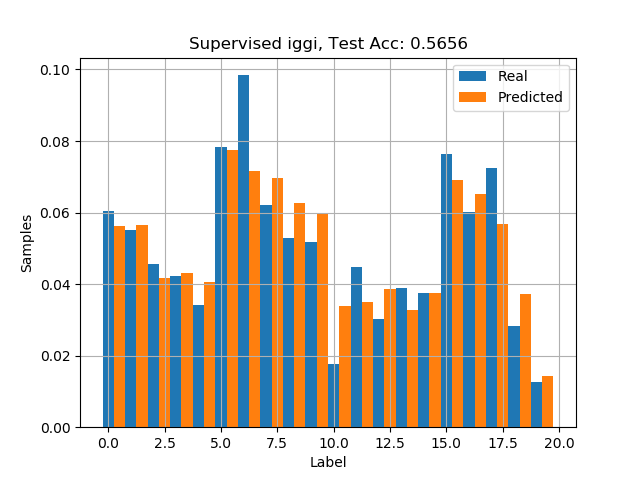 Supervised iggi, Test Acc: 0.5656
Real
Predicted
Samples
0.10
0.08
0.06
0.04
0.02
0.00
0.0 2.5 5.0 7.5 10.0 12.5 15.0 17.5 20.0
Label